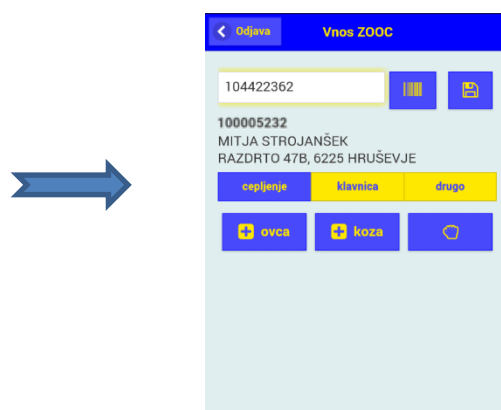 Odjava Vnos ZOOC
104422362
100005232
MITJA STROJANŠEK
RAZDRTO 47B, 6225 HRUŠEVJE
cepljenje klavnica drugo
ovca koza